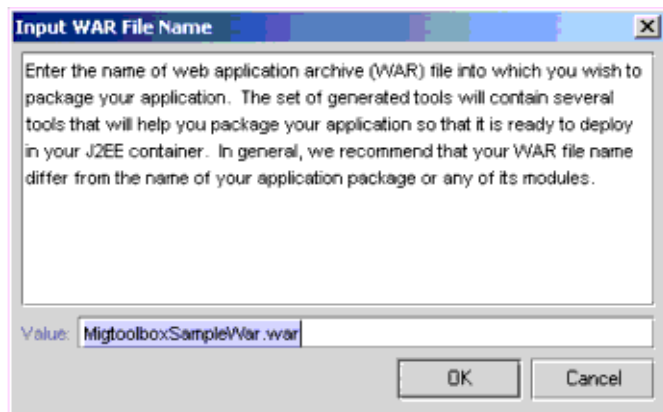 Input WAR File Name
Enter the name of web application archive (WAR) file into which you wish to
package your application. The set of generated tools will contain several
tools that will help you package your application so that it is ready to deploy
in your J2EE container. In general, we recommend that your WAR file name
differ from the name of your application package or any of its modules.
Value: MigtoolboxSampleWar.war
OK Cancel